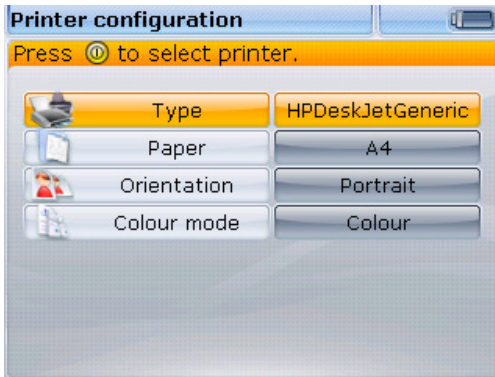 Printer configuration
Press to select printer.
Type HPDeskJetGeneric
Paper A4
Orientation Portrait
Colour mode Colour